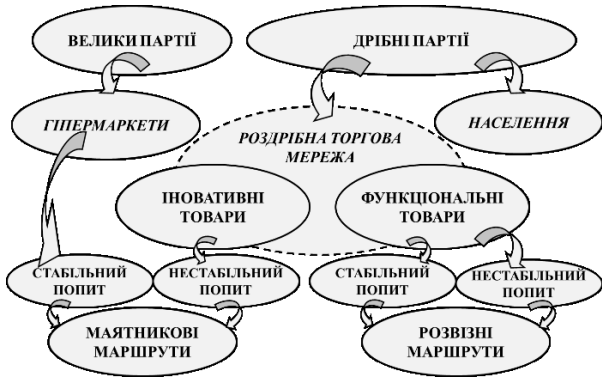 ВЕЛИКИ ПАРТІЇ
ДРІБНІ ПАРТІЇ
ГІПЕРМАРКЕТИ
РОЗДРІБНА ТОРГОВА
МЕРЕЖА
НАСЕЛЕННЯ
ІНОВАТИВНІ
ТОВАРИ
ФУНКЦІОНАЛЬНІ
ТОВАРИ
СТАБІЛЬНИЙ
ПОПИТ
НЕСТАБІЛЬНИЙ
ПОПИТ
СТАБІЛЬНИЙ
ПОПИТ
НЕСТАБІЛЬНИЙ
ПОПИТ
МАЯТНИКОВІ
МАРШРУТИ
РОЗВІЗНІ
МАРШРУТИ